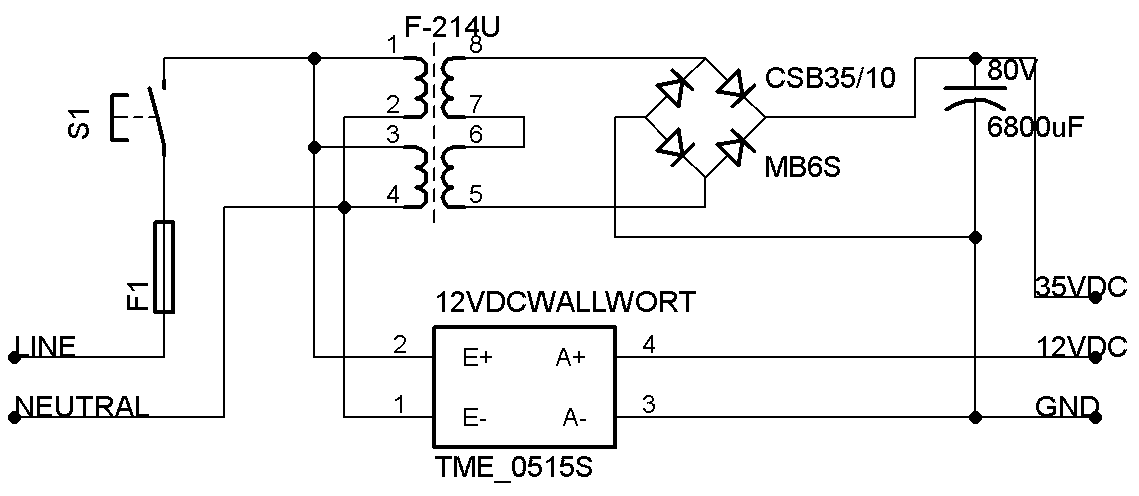 F-214U
1
8
80V
CSB35/10
S1
2
7
6800uF
3
6
MB6S
4
5
F1
12VDCWALLWORT
35VDC
LINE
2
E+
A+
4
12VDC
NEUTRAL
1
E-
A-
3
GND
TME_0515S